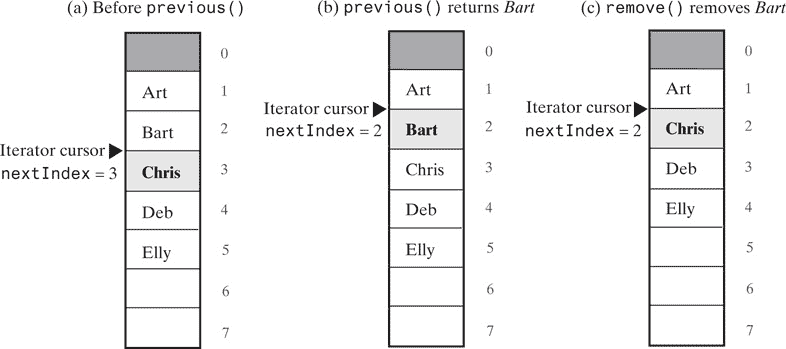 (a) Before previous()
0
Art
1
Bart
2
Iterator cursor
nextIndex = 3
Chris
3
Deb
4
Elly
5
6
7
(b) previous() returns Bart
0
Art
1
Iterator cursor
nextIndex = 2
Bart
2
Chris
3
Deb
4
Elly
5
6
7
(c) remove() removes Bart
0
Art
1
Iterator cursor
nextIndex = 2
Chris
2
Deb
3
Elly
4
5
6
7